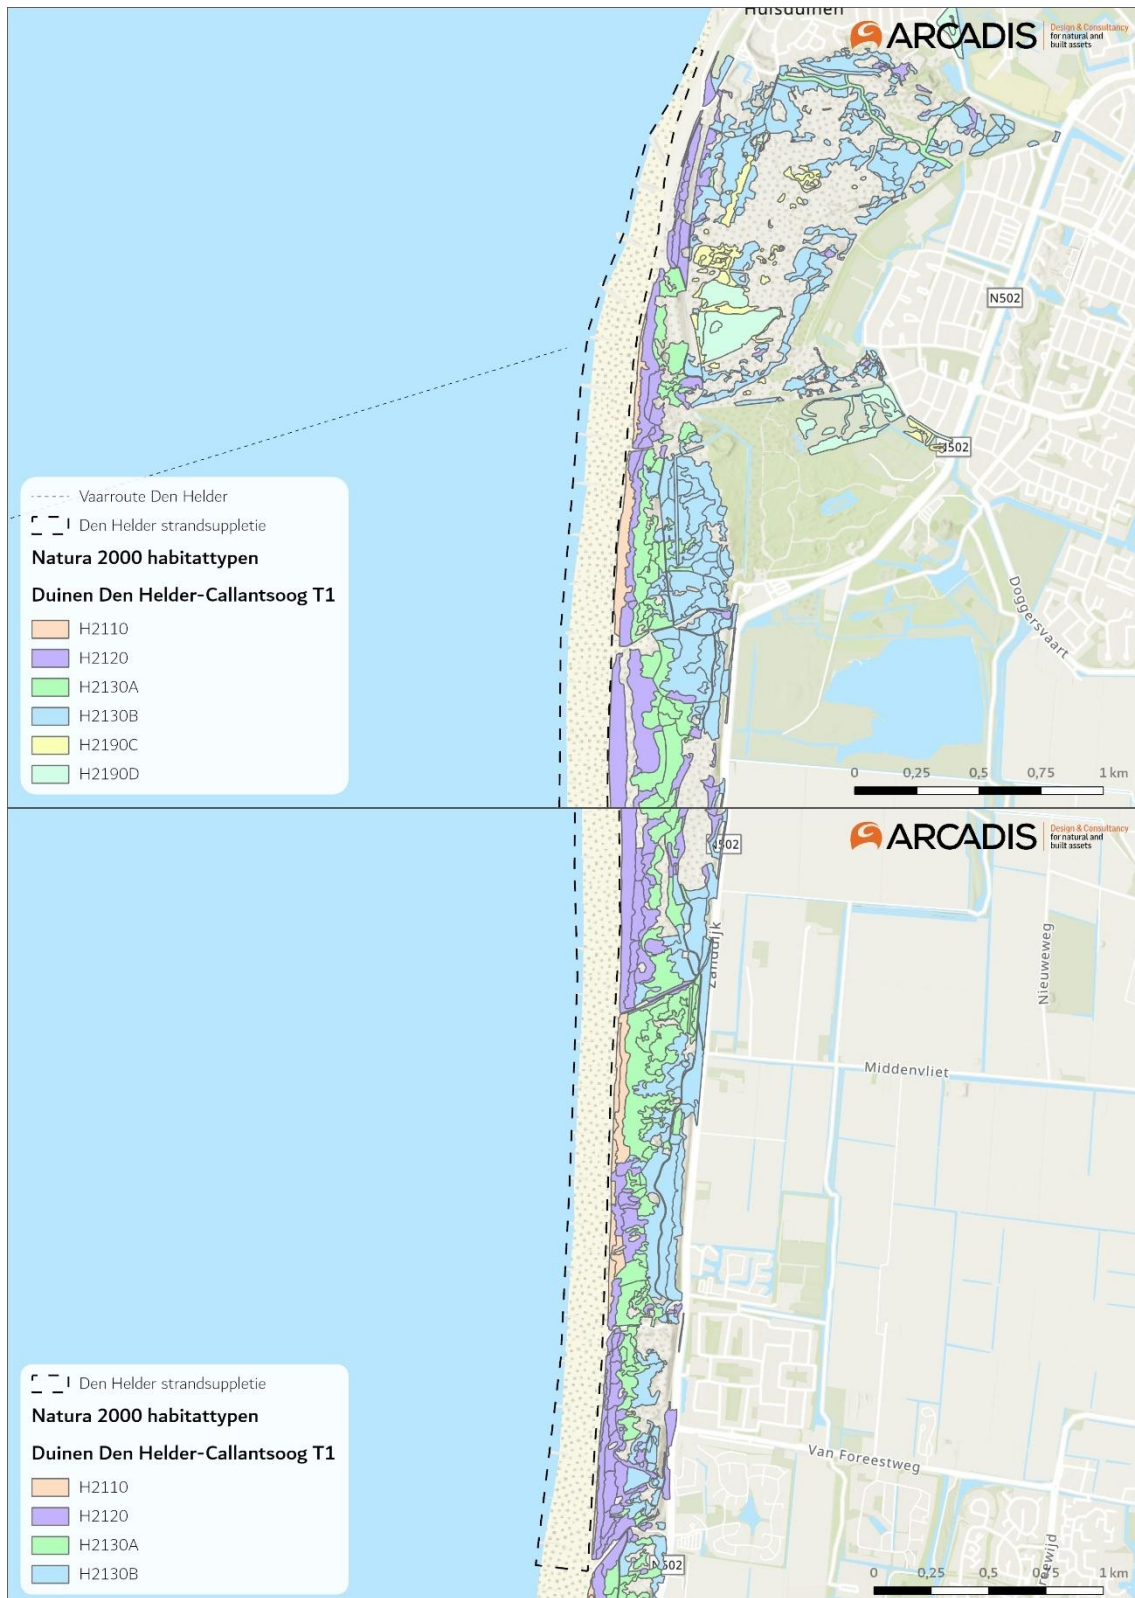 Huisduinen
ARCADIS
Design & Consultancy
for natural and
built assets
N502
N502
Doggersvaart
Vaarroute Den Helder
Den Helder strandsuppletie
Natura 2000 habitattypen
Duinen Den Helder-Callantsoog T1
H2110
H2120
H2130A
H2130B
H2190C
H2190D
0 0,25 0,5 0,75 1 km
ARCADIS
Design & Consultancy
for natural and
built assets
N502
Zanddijk
Nieuweweg
Middenvliet
Van Foreestweg
Den Helder strandsuppletie
Natura 2000 habitattypen
Duinen Den Helder-Callantsoog T1
H2110
H2120
H2130A
H2130B
N502
0 0,25 0,5 0,75 1 km